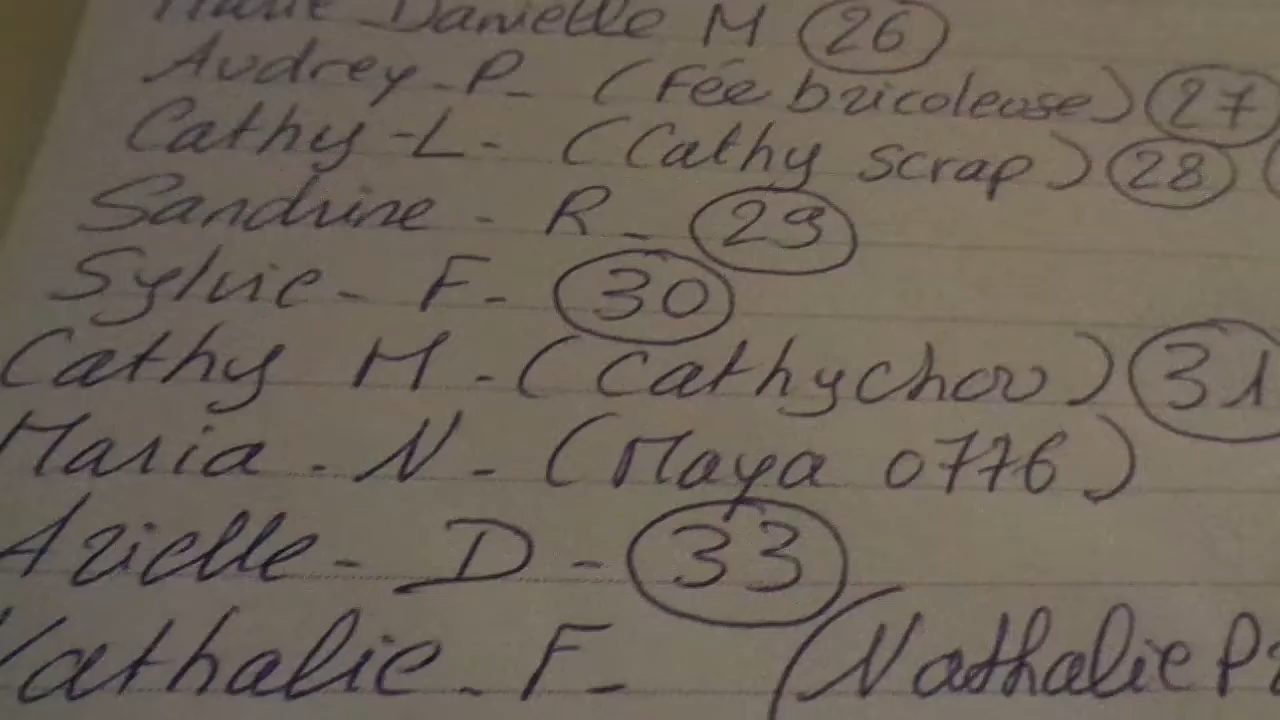 Danielle M 26
Audrey - P - (Fée bricoleuse) 27
Cathy - L - (Cathy scrap) 28
Sandrine - R - 29
Sylvie - F - 30
Cathy M - (Cathychou) 31
Maria - N - (Maya 0776)
Arielle - D - 33
Nathalie - F - (Nathalie